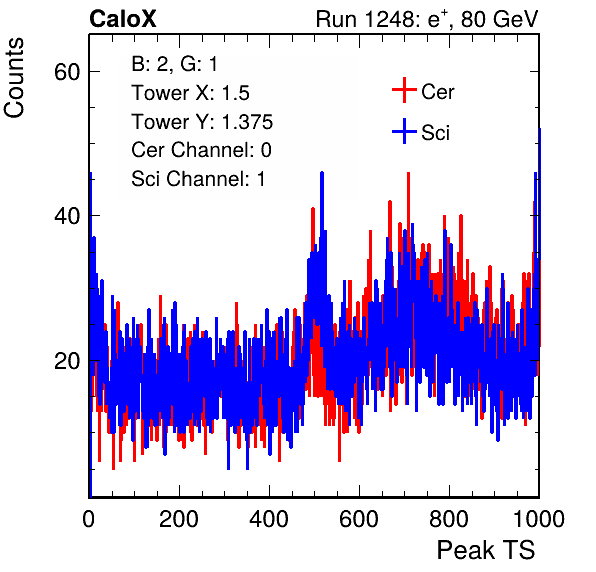 CaloX Run 1248: e+, 80 GeV
Counts
B: 2, G: 1
Tower X: 1.5
Tower Y: 1.375
Cer Channel: 0
Sci Channel: 1
Cer
Sci
60
40
20
0 200 400 600 800 1000
Peak TS